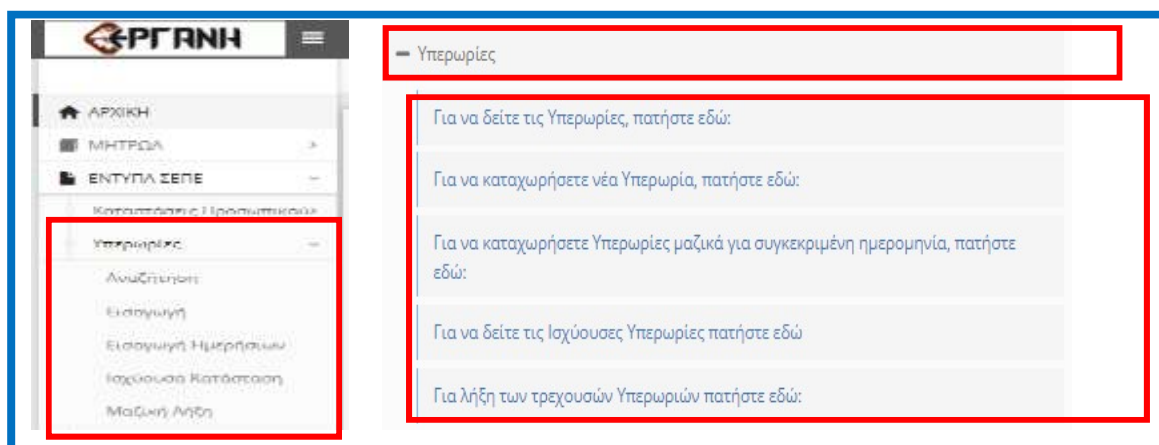 ΕΡΓΑΝΗ
ΑΡΧΙΚΗ
ΜΗΤΡΩΑ
ΕΝΤΥΠΑ ΣΕΠΕ
Καταστάσεις Προσωπικού
Υπερωρίες
Αναζήτηση
Εισαγωγή
Εισαγωγή Ημερήσιων
Ισχύουσα Κατάσταση
Μαζική Λήξη
Υπερωρίες
Για να δείτε τις Υπερωρίες, πατήστε εδώ:
Για να καταχωρήσετε νέα Υπερωρία, πατήστε εδώ:
Για να καταχωρήσετε Υπερωρίες μαζικά για συγκεκριμένη ημερομηνία, πατήστε
εδώ:
Για να δείτε τις Ισχύουσες Υπερωρίες πατήστε εδώ
Για λήξη των τρεχουσών Υπερωριών πατήστε εδώ: